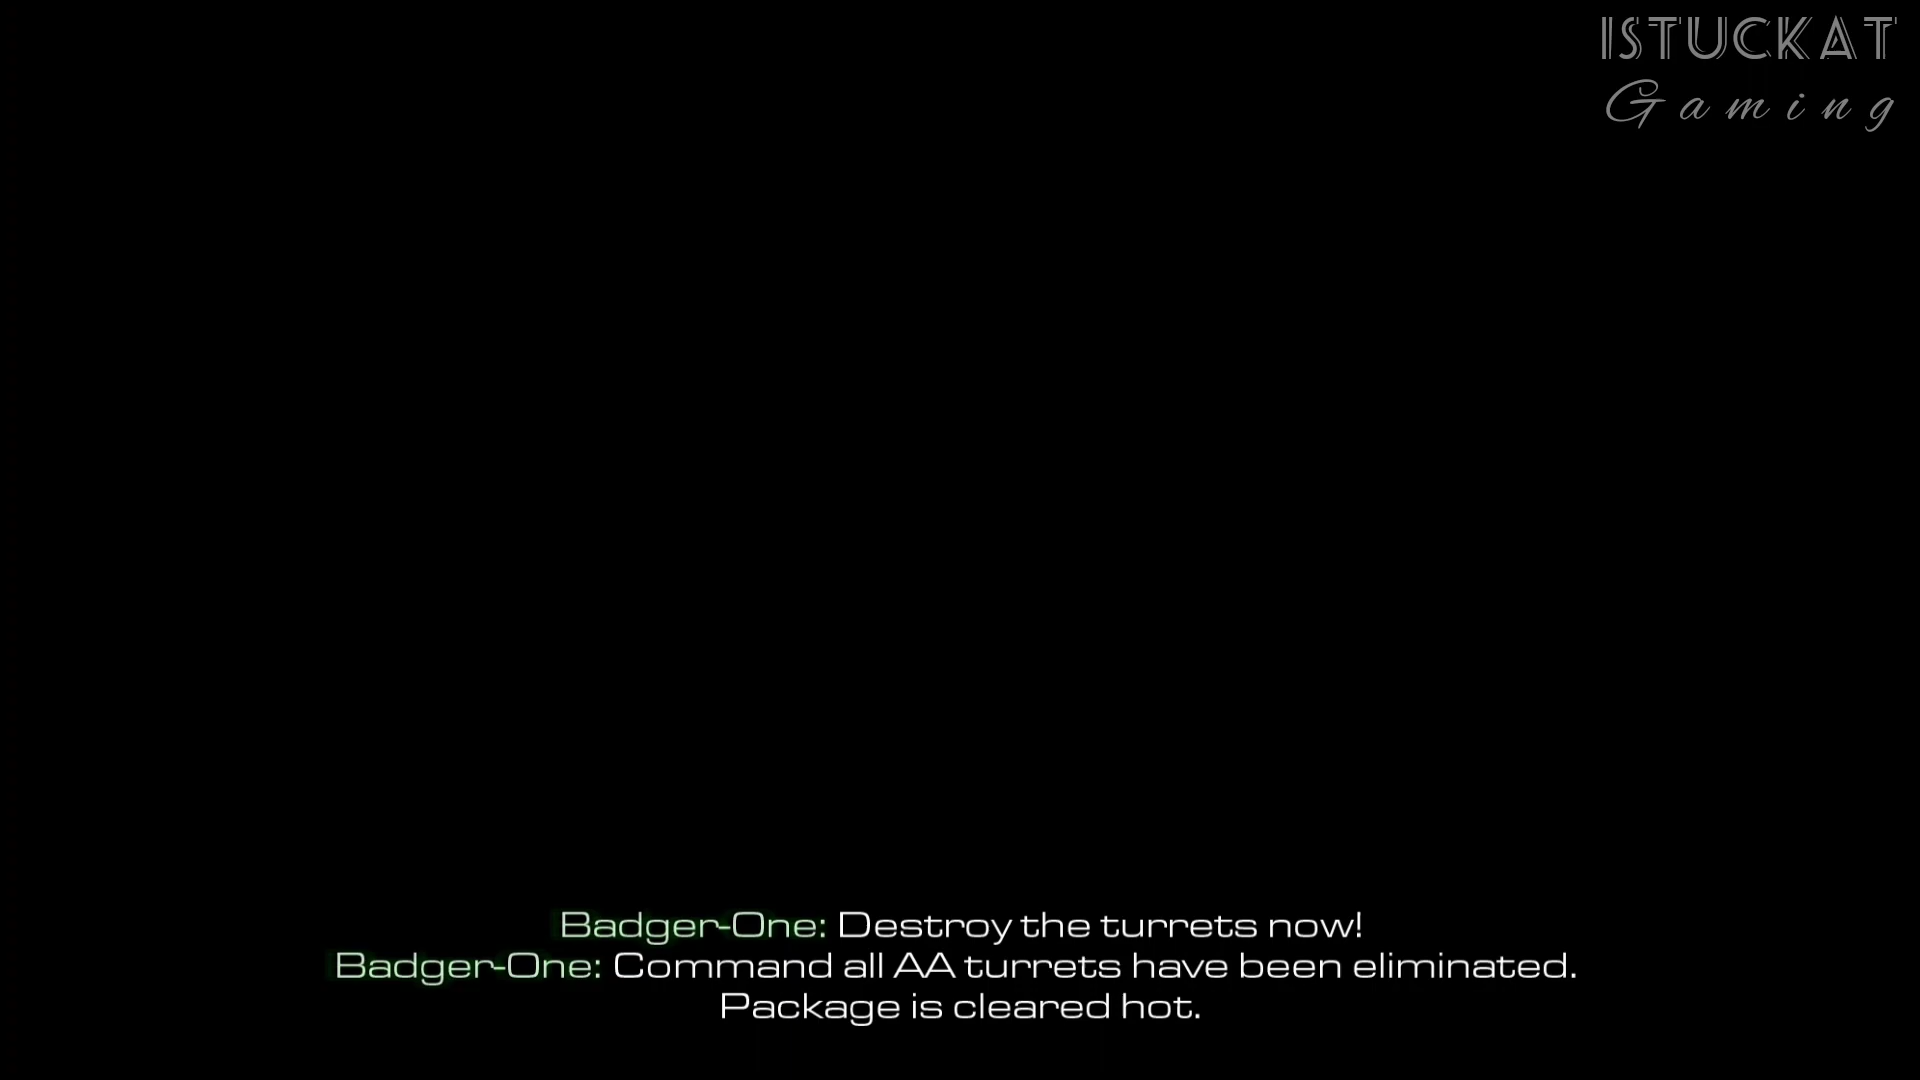 ISTUCKAT
Gaming
Badger-One: Destroy the turrets now!
Badger-One: Command all AA turrets have been eliminated.
Package is cleared hot.